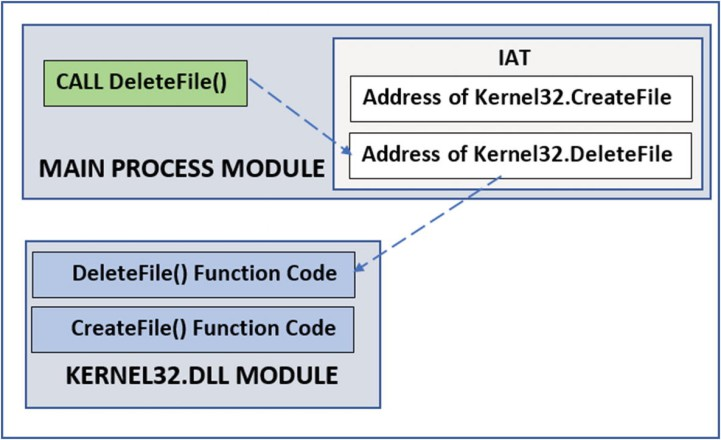 IAT
CALL DeleteFile()
Address of Kernel32.CreateFile
Address of Kernel32.DeleteFile
MAIN PROCESS MODULE
DeleteFile() Function Code
CreateFile() Function Code
KERNEL32.DLL MODULE